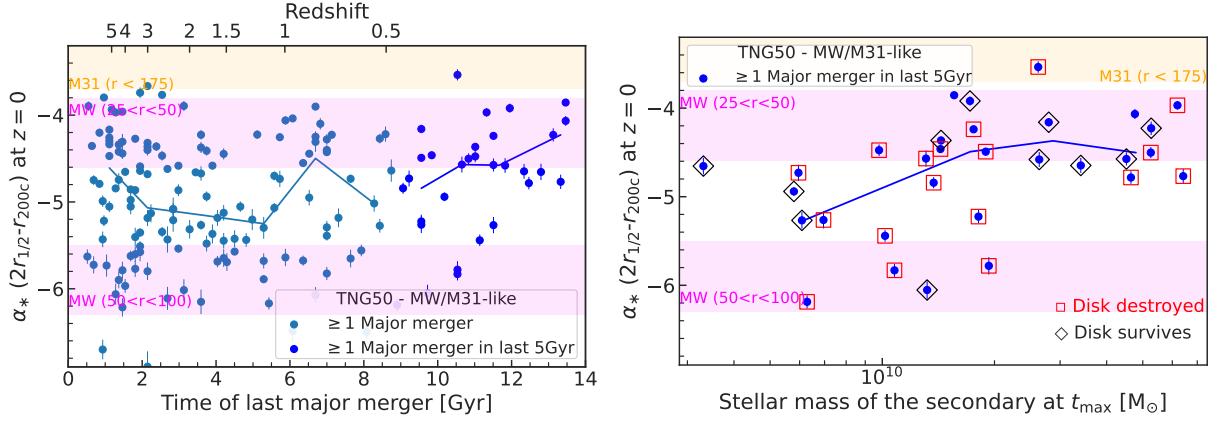 Redshift
5 4 3 2 1.5 1 0.5
M31 (r < 175)
MW (25<r<50)
MW (50<r<100)
−4
−5
−6
α* (2r1/2-r200c) at z = 0
TNG50 - MW/M31-like
≥ 1 Major merger
≥ 1 Major merger in last 5Gyr
0 2 4 6 8 10 12 14
Time of last major merger [Gyr]
TNG50 - MW/M31-like
≥ 1 Major merger in last 5Gyr
M31 (r < 175)
MW (25<r<50)
MW (50<r<100)
−4
−5
−6
α* (2r1/2-r200c) at z = 0
Disk destroyed
Disk survives
10^10
Stellar mass of the secondary at tmax [M⊙]